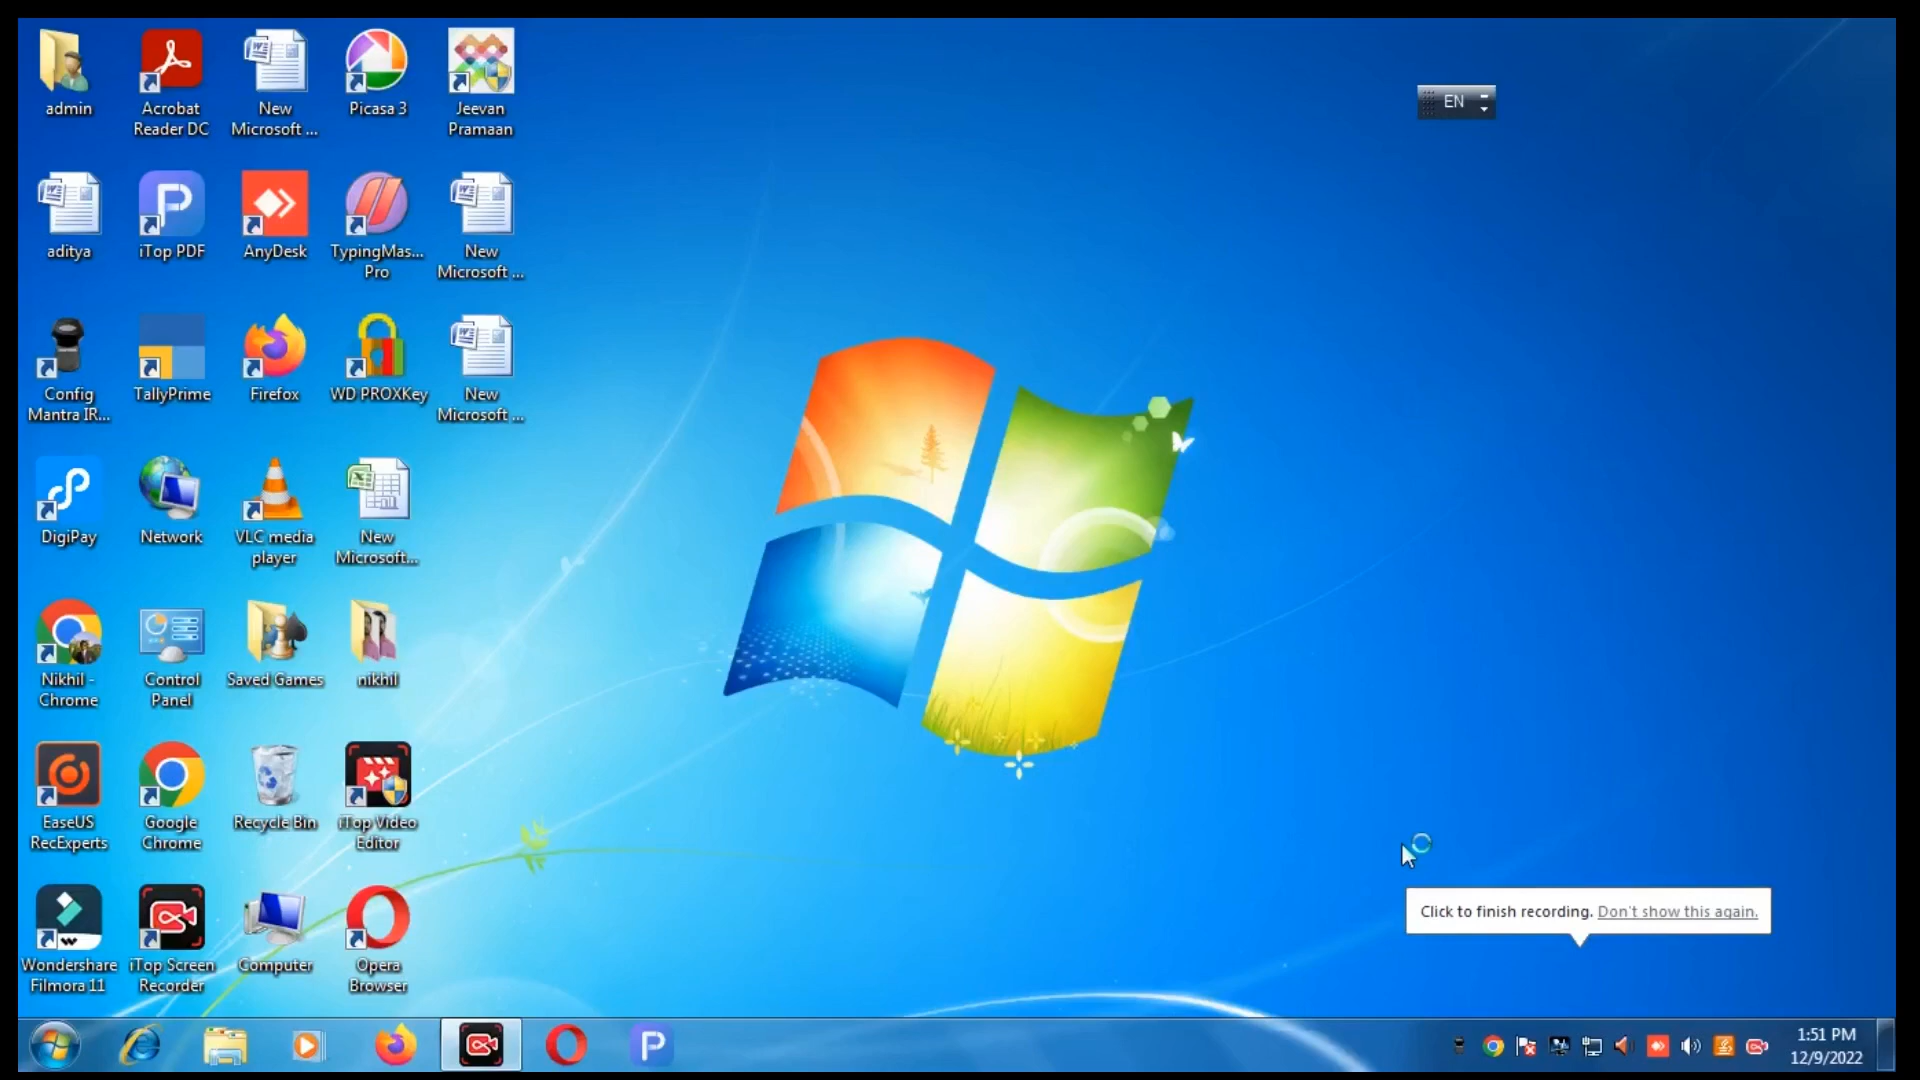 admin
Acrobat
Reader DC
New
Microsoft ...
Picasa 3
Jeevan
Pramaan
EN
aditya
iTop PDF
AnyDesk
TypingMas...
Pro
New
Microsoft ...
Config
Mantra IR...
TallyPrime
Firefox
WD PROXKey
New
Microsoft ...
DigiPay
Network
VLC media
player
New
Microsoft...
Nikhil -
Chrome
Control
Panel
Saved Games
nikhil
EaseUS
RecExperts
Google
Chrome
Recycle Bin
iTop Video
Editor
Wondershare
Filmora 11
iTop Screen
Recorder
Computer
Opera
Browser
Click to finish recording. Don't show this again.
1:51 PM
12/9/2022